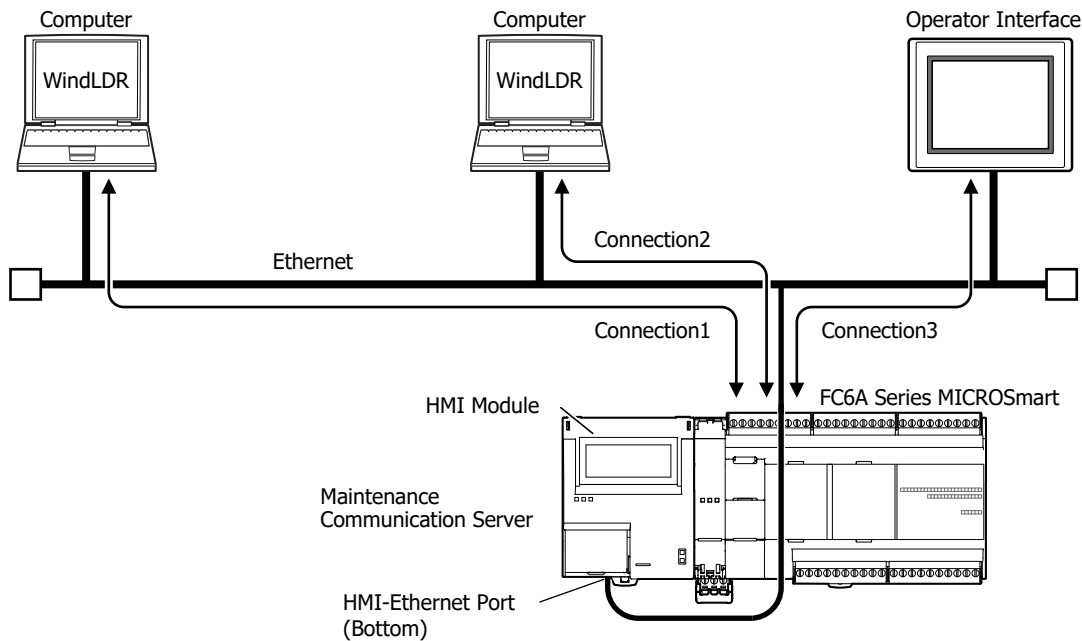 Computer
Computer
Operator Interface
WindLDR
WindLDR
Connection2
Ethernet
Connection1
Connection3
FC6A Series MICROSmart
HMI Module
Maintenance
Communication Server
HMI-Ethernet Port
(Bottom)